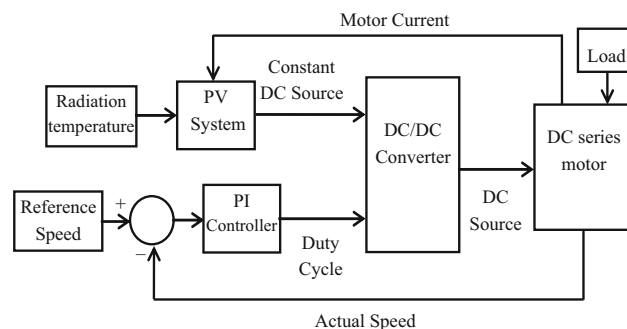 Motor Current
Load
Constant
DC Source
Radiation
temperature
PV
System
DC/DC
Converter
DC series
motor
Reference
Speed
+
−
PI
Controller
Duty
Cycle
DC
Source
Actual Speed